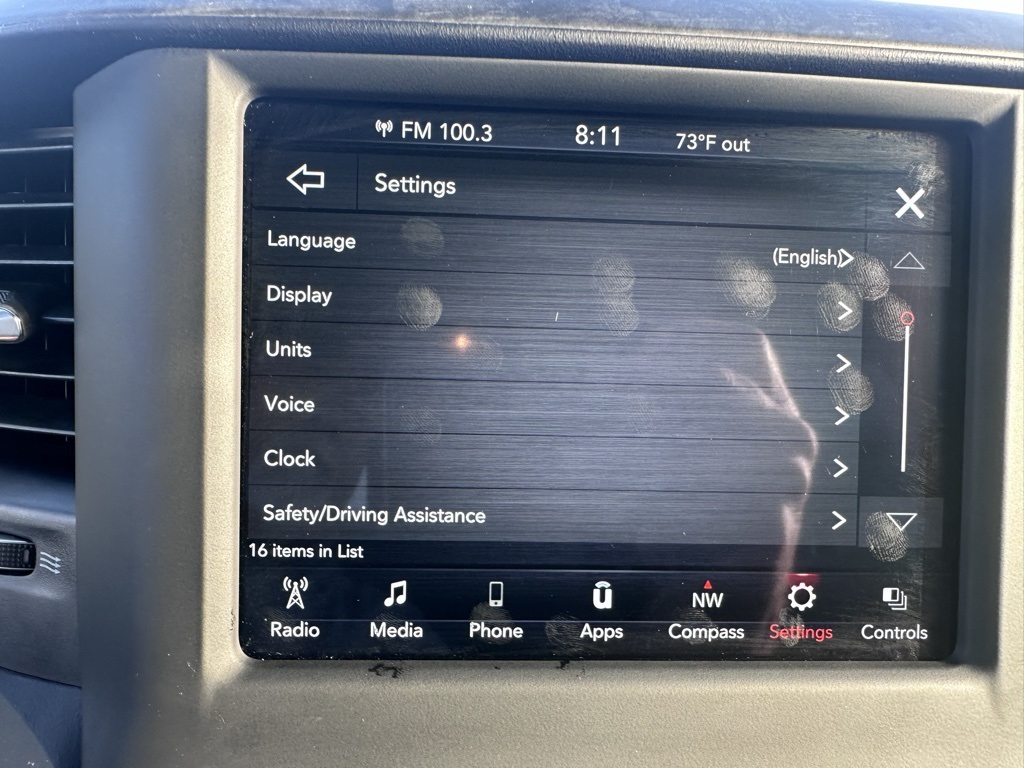 FM 100.3 8:11 73°F out
Settings
Language (English)
Display
Units
Voice
Clock
Safety/Driving Assistance
16 items in List
NW
Radio Media Phone Apps Compass Settings Controls